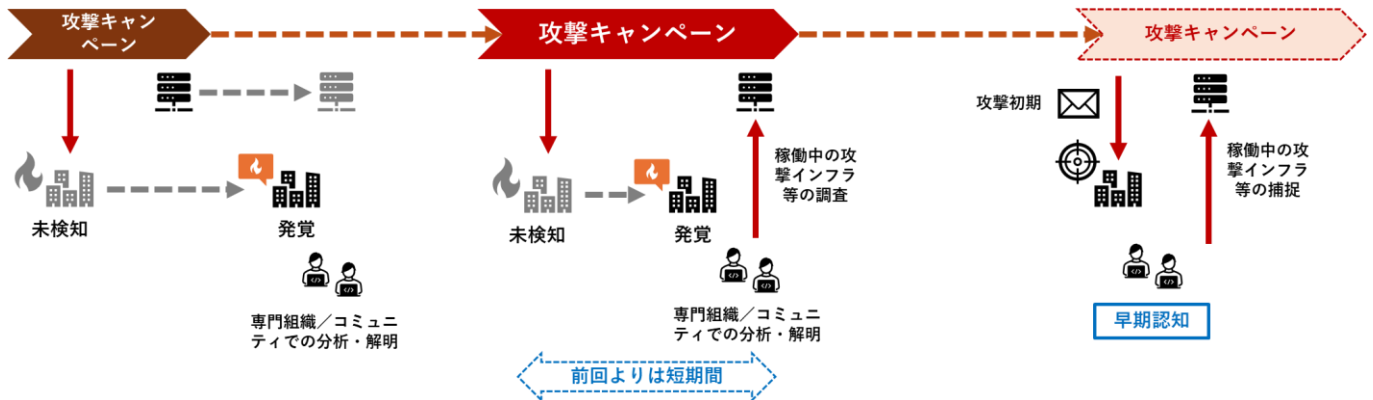 攻撃キャン
ペーン
未検知
発覚
専門組織／コミュニ
ティでの分析・解明
攻撃キャンペーン
未検知
発覚
稼働中の攻
撃インフラ
等の調査
専門組織／コミュニ
ティでの分析・解明
前回よりは短期間
攻撃キャンペーン
攻撃初期
稼働中の攻
撃インフラ
等の捕捉
早期認知